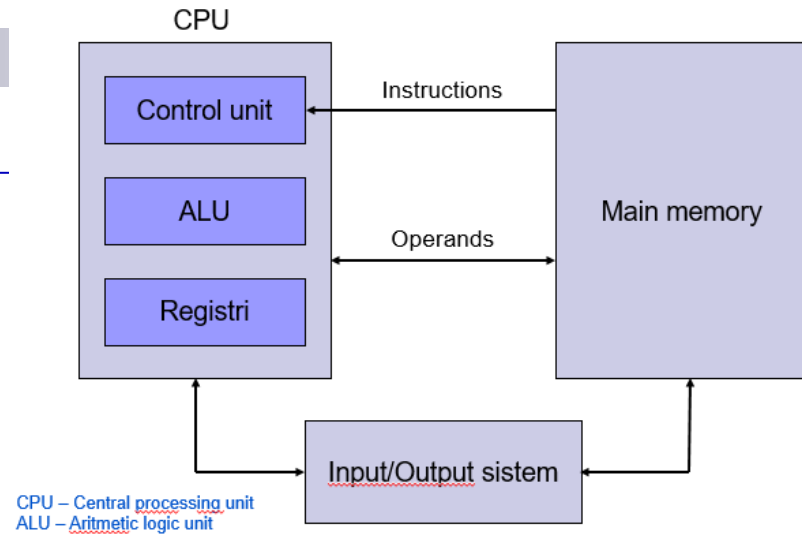 CPU
Control unit
Instructions
ALU
Main memory
Operands
Registri
Input/Output sistem
CPU – Central processing unit
ALU – Aritmetic logic unit